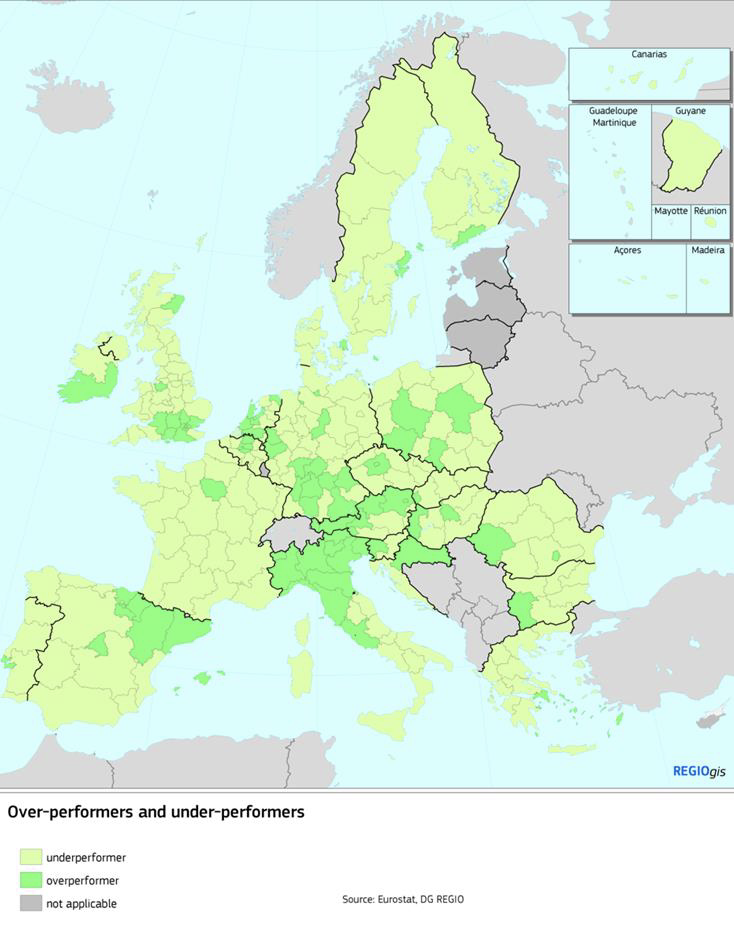 Canarias
Guadeloupe
Martinique
Guyane
Mayotte
Réunion
Açores
Madeira
REGIOgis
Over-performers and under-performers
underperformer
overperformer
not applicable
Source: Eurostat, DG REGIO